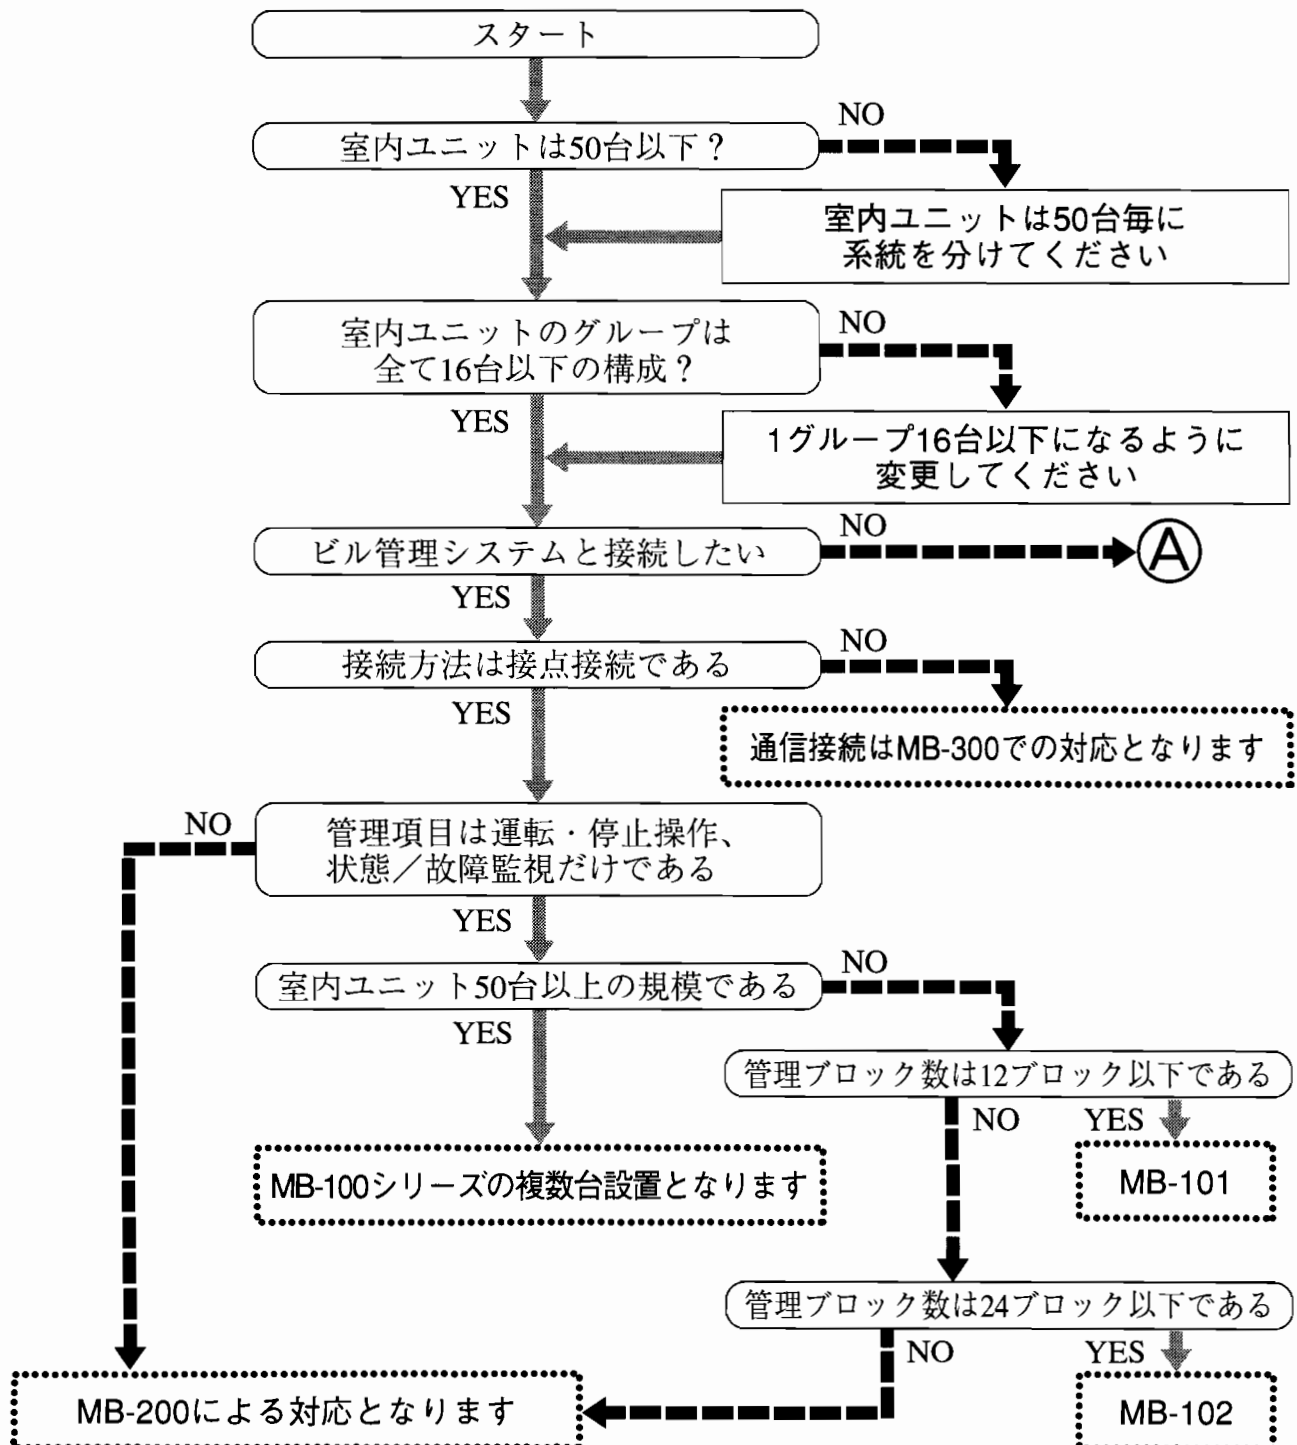 スタート
NO
室内ユニットは50台以下？
YES
室内ユニットは50台毎に
系統を分けてください
NO
室内ユニットのグループは
全て16台以下の構成？
YES
1グループ16台以下になるように
変更してください
NO
ビル管理システムと接続したい
A
YES
NO
接続方法は接点接続である
YES
通信接続はMB-300での対応となります
NO
管理項目は運転・停止操作、
状態／故障監視だけである
YES
NO
室内ユニット50台以上の規模である
YES
管理ブロック数は12ブロック以下である
NO
YES
MB-100シリーズの複数台設置となります
MB-101
管理ブロック数は24ブロック以下である
NO
YES
MB-200による対応となります
MB-102